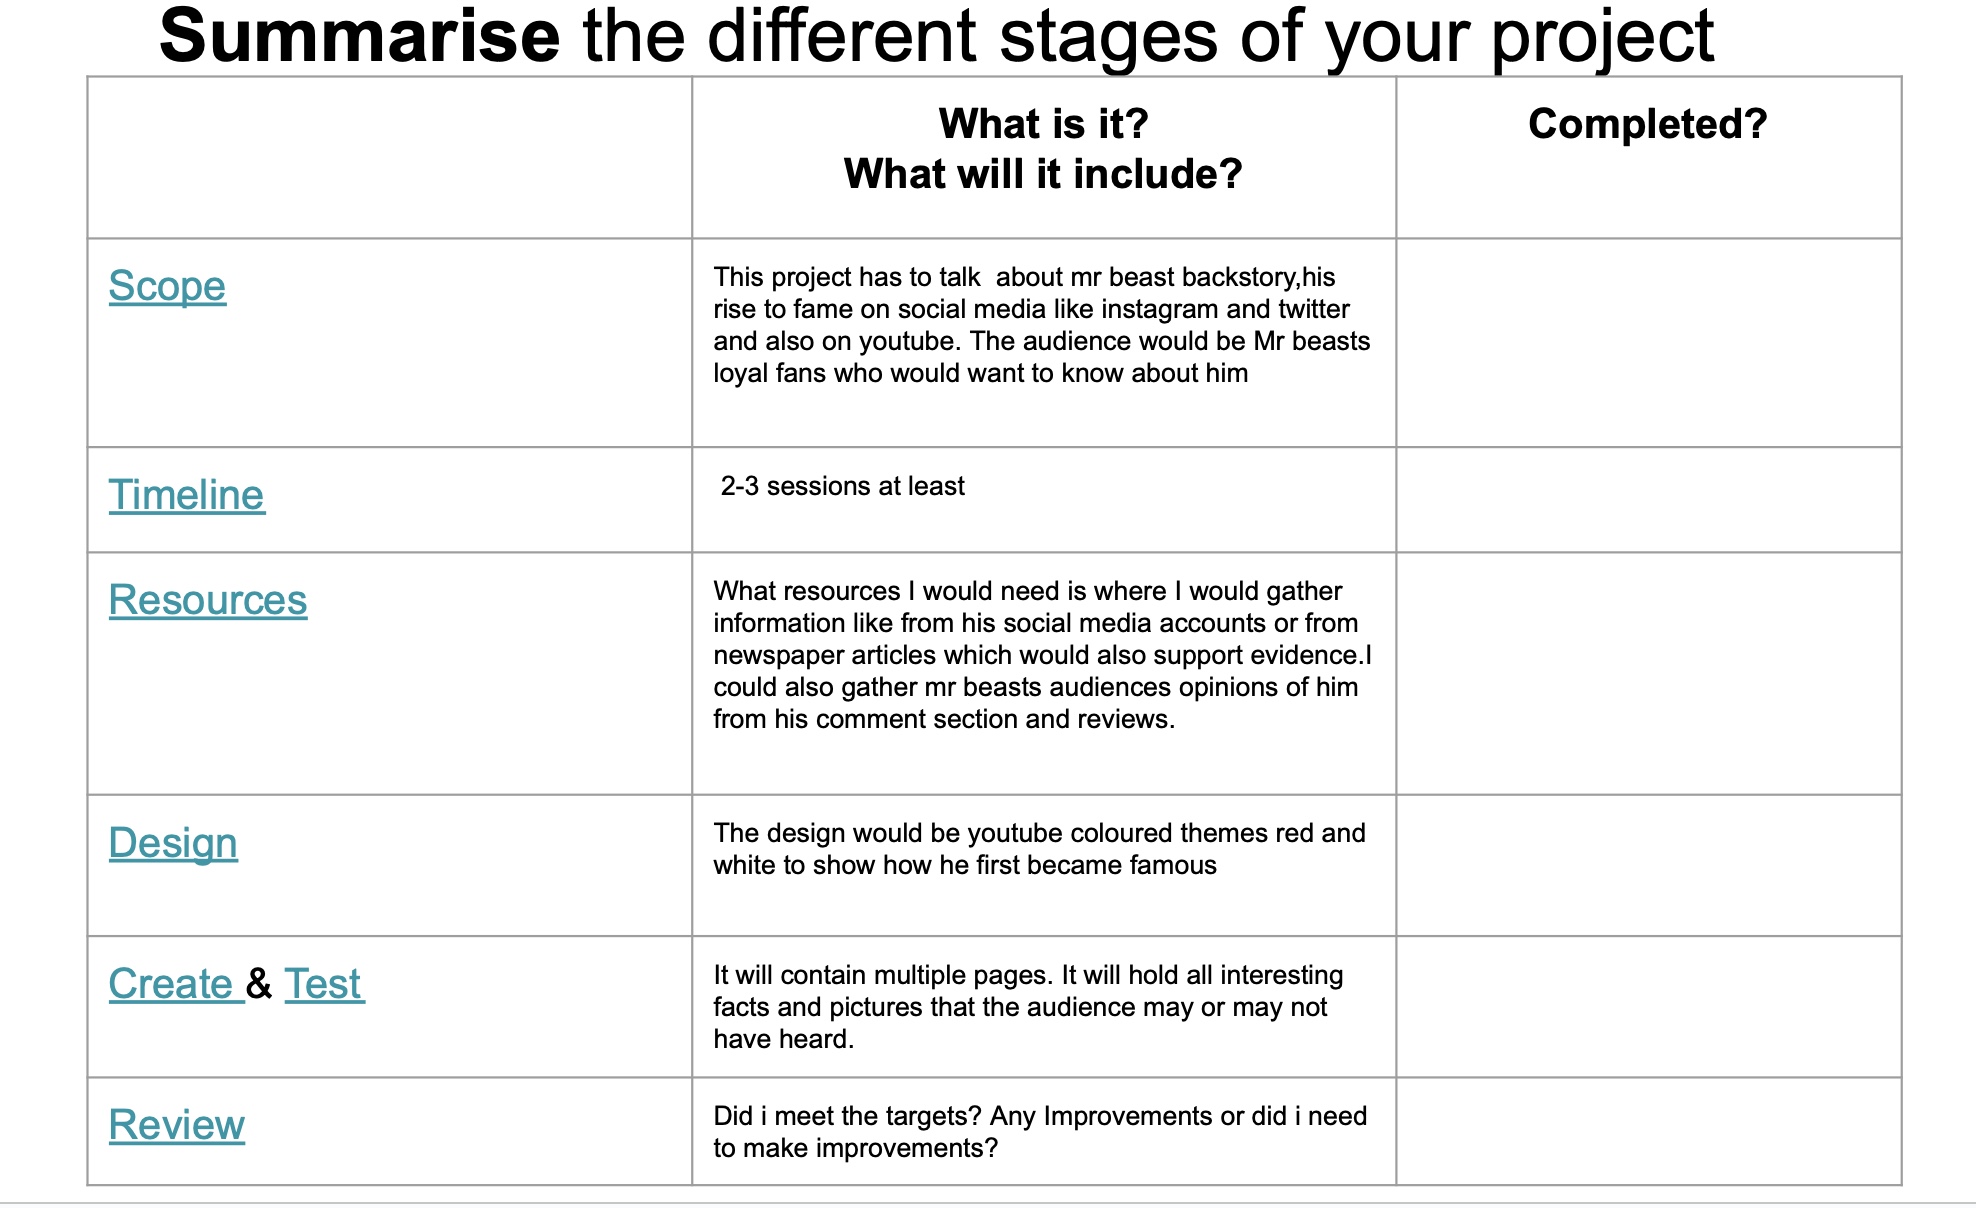 Summarise the different stages of your project
What is it?
What will it include?
Completed?
Scope
This project has to talk  about mr beast backstory,his
rise to fame on social media like instagram and twitter
and also on youtube. The audience would be Mr beasts
loyal fans who would want to know about him
Timeline
2-3 sessions at least
Resources
What resources I would need is where I would gather
information like from his social media accounts or from
newspaper articles which would also support evidence.I
could also gather mr beasts audiences opinions of him
from his comment section and reviews.
Design
The design would be youtube coloured themes red and
white to show how he first became famous
Create & Test
It will contain multiple pages. It will hold all interesting
facts and pictures that the audience may or may not
have heard.
Review
Did i meet the targets? Any Improvements or did i need
to make improvements?